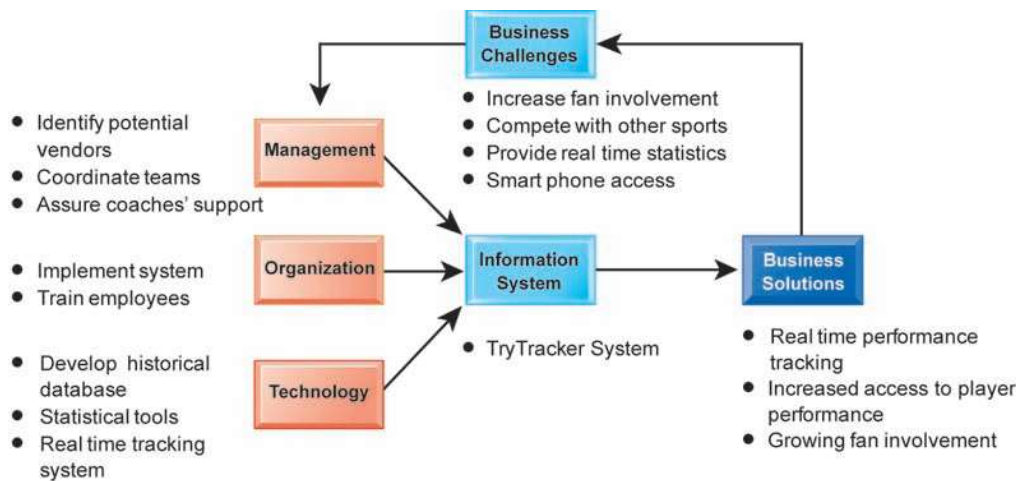 Business
Challenges
Increase fan involvement
Compete with other sports
Provide real time statistics
Smart phone access
Identify potential
vendors
Coordinate teams
Assure coaches' support
Management
Implement system
Train employees
Organization
Information
System
TryTracker System
Business
Solutions
Real time performance
tracking
Increased access to player
performance
Growing fan involvement
Develop historical
database
Statistical tools
Real time tracking
system
Technology